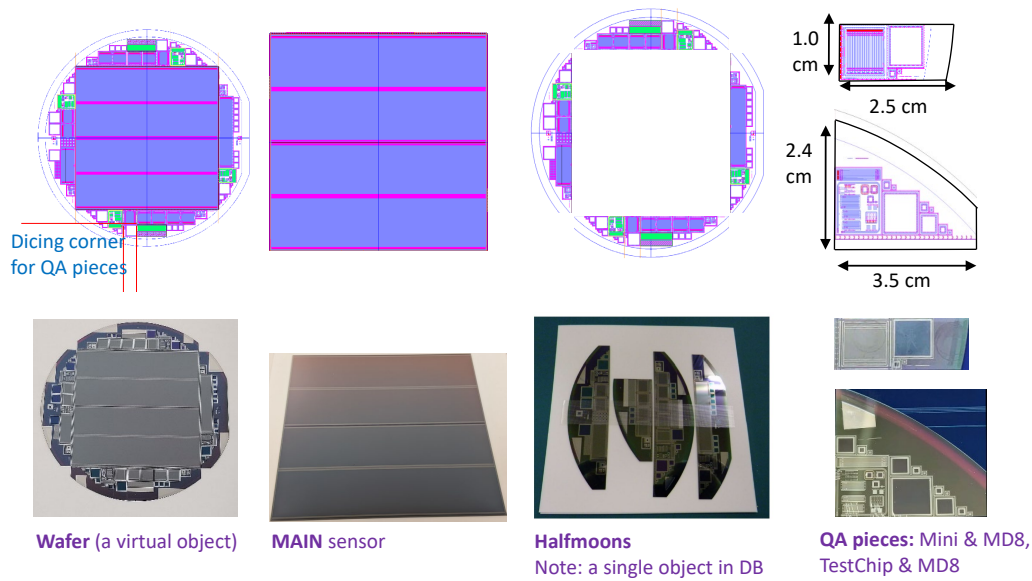 1.0
cm
2.5 cm
2.4
cm
3.5 cm
Dicing corner
for QA pieces
Wafer (a virtual object)
MAIN sensor
Halfmoons
Note: a single object in DB
QA pieces: Mini & MD8,
TestChip & MD8